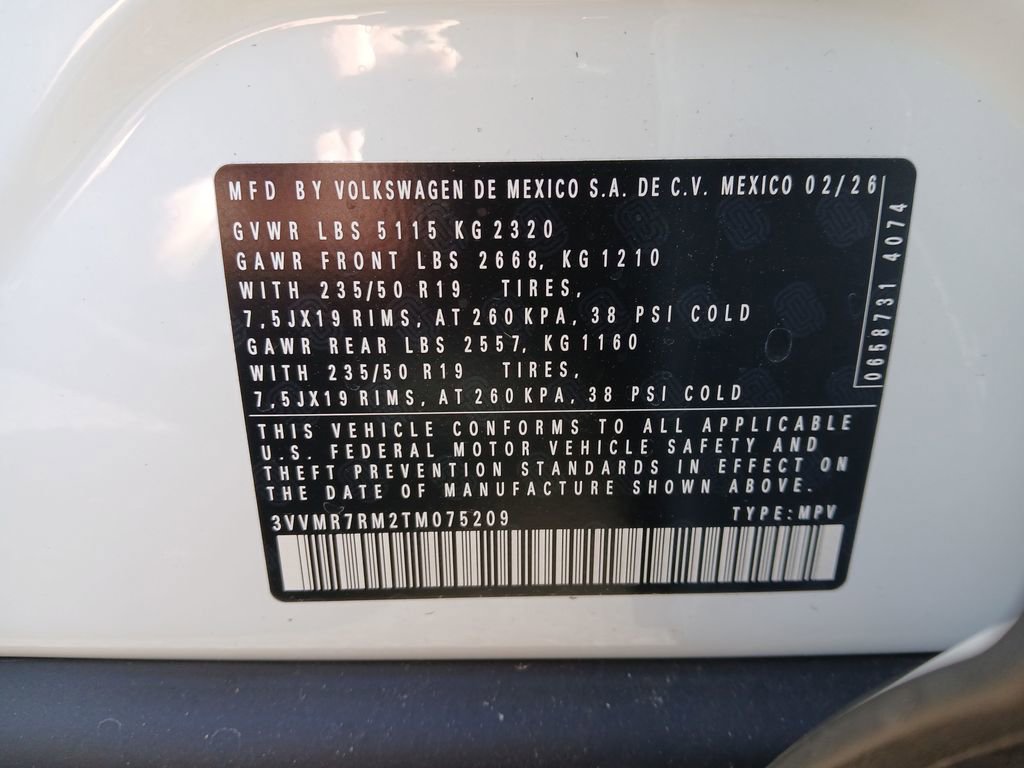 MFD BY VOLKSWAGEN DE MEXICO S.A. DE C.V. MEXICO 02/26
GVWR LBS 5115 KG 2320
GAWR FRONT LBS 2668, KG 1210
WITH 235/50 R19 TIRES,
7,5JX19 RIMS, AT 260 KPA, 38 PSI COLD
GAWR REAR LBS 2557, KG 1160
WITH 235/50 R19 TIRES,
7,5JX19 RIMS, AT 260 KPA, 38 PSI COLD
0658731 4074
THIS VEHICLE CONFORMS TO ALL APPLICABLE
U.S. FEDERAL MOTOR VEHICLE SAFETY AND
THEFT PREVENTION STANDARDS IN EFFECT ON
THE DATE OF MANUFACTURE SHOWN ABOVE.
3VVMR7RM2TM075209 TYPE: MPV